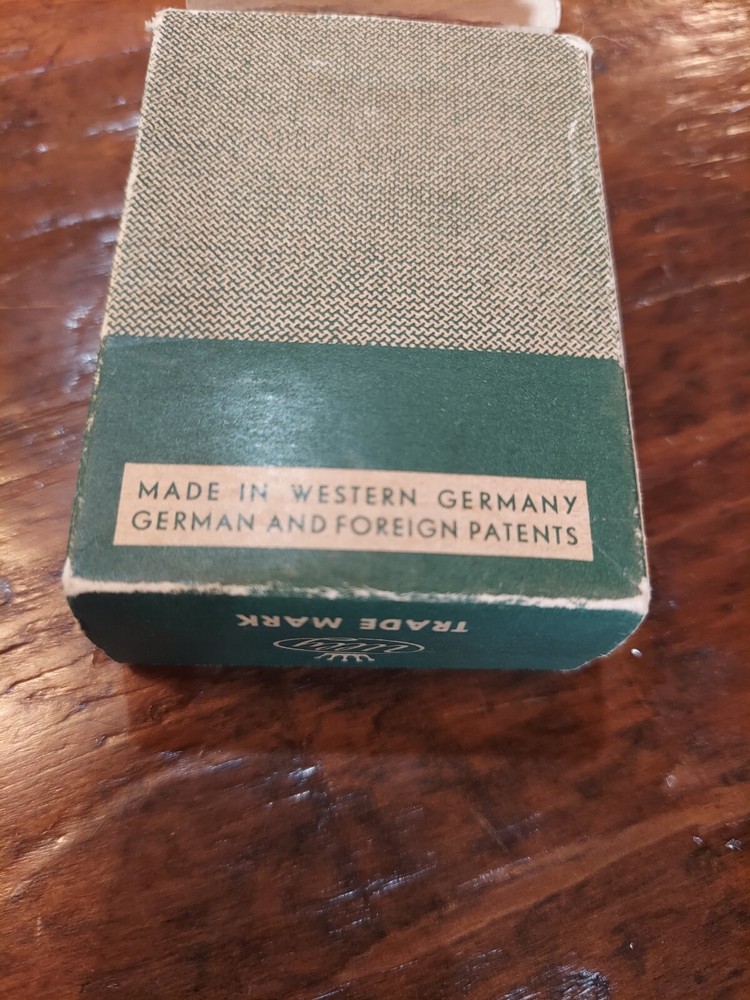 MADE IN WESTERN GERMANY
GERMAN AND FOREIGN PATENTS
TRADE MARK